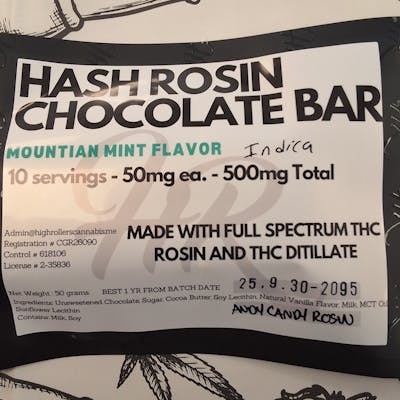 HASH ROSIN
CHOCOLATE BAR
MOUNTIAN MINT FLAVOR Indica
10 servings - 50mg ea. - 500mg Total
Admin@highrollerscannabis.me
Registration # CGR26090
Control # 618106
License # 2-35836
MADE WITH FULL SPECTRUM THC
ROSIN AND THC DITILLATE
HR
Net Weight: 50 grams. BEST 1 YR FROM BATCH DATE 25.9.30-2095
Ingredients: Unsweetened Chocolate, Sugar, Cocoa Butter, Soy Lecithin, Natural Vanilla Flavor, Milk, MCT Oil
Sunflower Lecithin
Contains: Milk, Soy
ANDY CANDY ROSIN